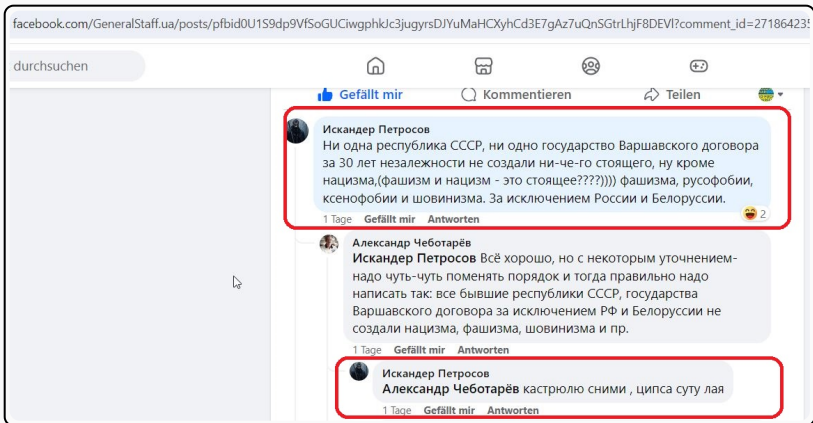 facebook.com/GeneralStaff.ua/posts/pfbid0U1S9dp9VfSoGUCiwgphkJc3jugyrsDJYuMaHCXyhCd3E7gAz7uQnSGtrLhjF8DEVl?comment_id=271864235
durchsuchen
Gefällt mir Kommentieren Teilen
Искандер Петросов
Ни одна республика СССР, ни одно государство Варшавского договора
за 30 лет незалежности не создали ни-че-го стоящего, ну кроме
нацизма,(фашизм и нацизм - это стоящее????)))) фашизма, русофобии,
ксенофобии и шовинизма. За исключением России и Белоруссии.
1 Tage Gefällt mir Antworten 2
Александр Чеботарёв
Искандер Петросов Всё хорошо, но с некоторым уточнением-
надо чуть-чуть поменять порядок и тогда правильно надо
написать так: все бывшие республики СССР, государства
Варшавского договора за исключением РФ и Белоруссии не
создали нацизма, фашизма, шовинизма и пр.
1 Tage Gefällt mir Antworten
Искандер Петросов
Александр Чеботарёв кастрюлю сними , ципса суту лая
1 Tage Gefällt mir Antworten